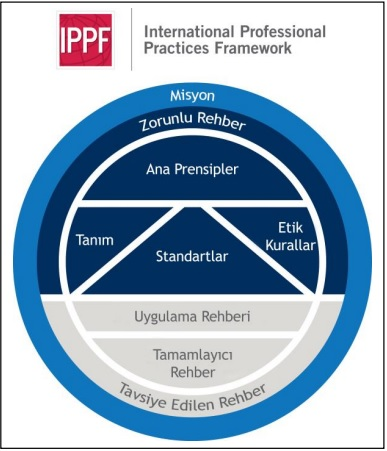 IPPF
International Professional
Practices Framework
Misyon
Zorunlu Rehber
Ana Prensipler
Tanım
Etik
Kurallar
Standartlar
Uygulama Rehberi
Tamamlayıcı
Rehber
Tavsiye Edilen Rehber